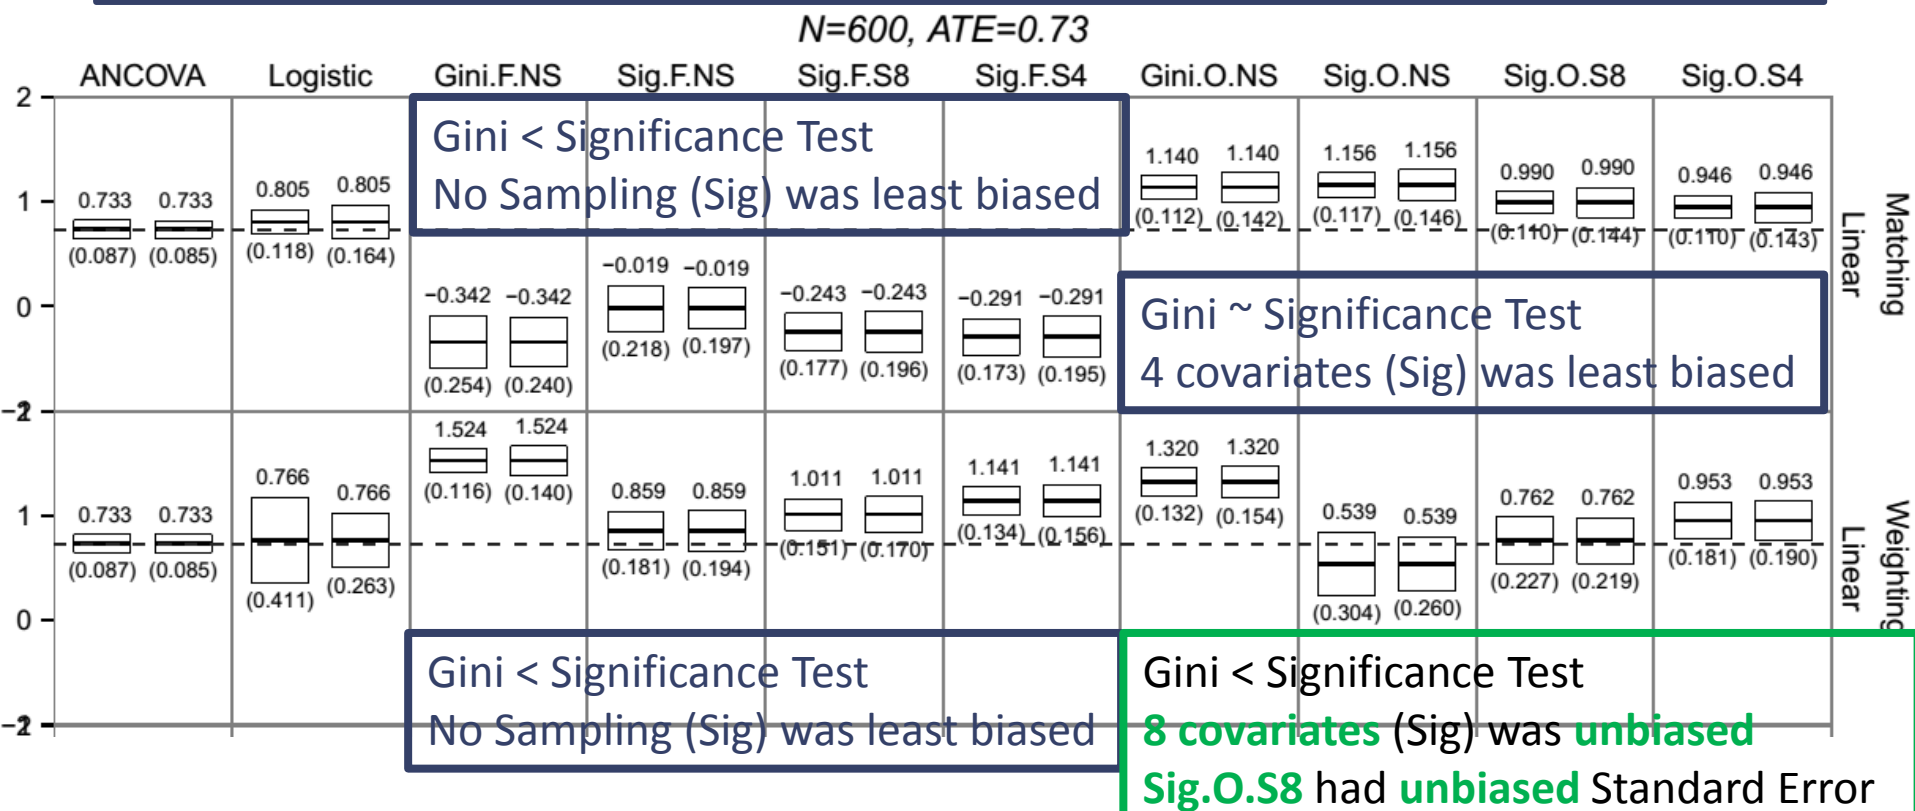 N=600, ATE=0.73
ANCOVA Logistic Gini.F.NS Sig.F.NS Sig.F.S8 Sig.F.S4 Gini.O.NS Sig.O.NS Sig.O.S8 Sig.O.S4
2
Gini < Significance Test
No Sampling (Sig) was least biased
1.140 1.140 1.156 1.156 0.990 0.990 0.946 0.946
0.733 0.733 0.805 0.805
1
(0.112) (0.142) (0.117) (0.146) (0.110) (0.144) (0.110) (0.143)
(0.087) (0.085) (0.118) (0.164)
Linear
Matching
−0.342 −0.342 −0.019 −0.019 −0.243 −0.243 −0.291 −0.291
0
(0.254) (0.240) (0.218) (0.197) (0.177) (0.196) (0.173) (0.195)
Gini ~ Significance Test
4 covariates (Sig) was least biased
1.524 1.524 1.320 1.320
0.766 0.766 0.859 0.859 1.011 1.011 1.141 1.141 0.539 0.539 0.762 0.762 0.953 0.953
(0.116) (0.140) (0.132) (0.154)
1
0.733 0.733
(0.087) (0.085) (0.411) (0.263) (0.181) (0.194) (0.151) (0.170) (0.134) (0.156) (0.304) (0.260) (0.227) (0.219) (0.181) (0.190)
Linear
Weighting
0
Gini < Significance Test
No Sampling (Sig) was least biased
Gini < Significance Test
8 covariates (Sig) was unbiased
Sig.O.S8 had unbiased Standard Error